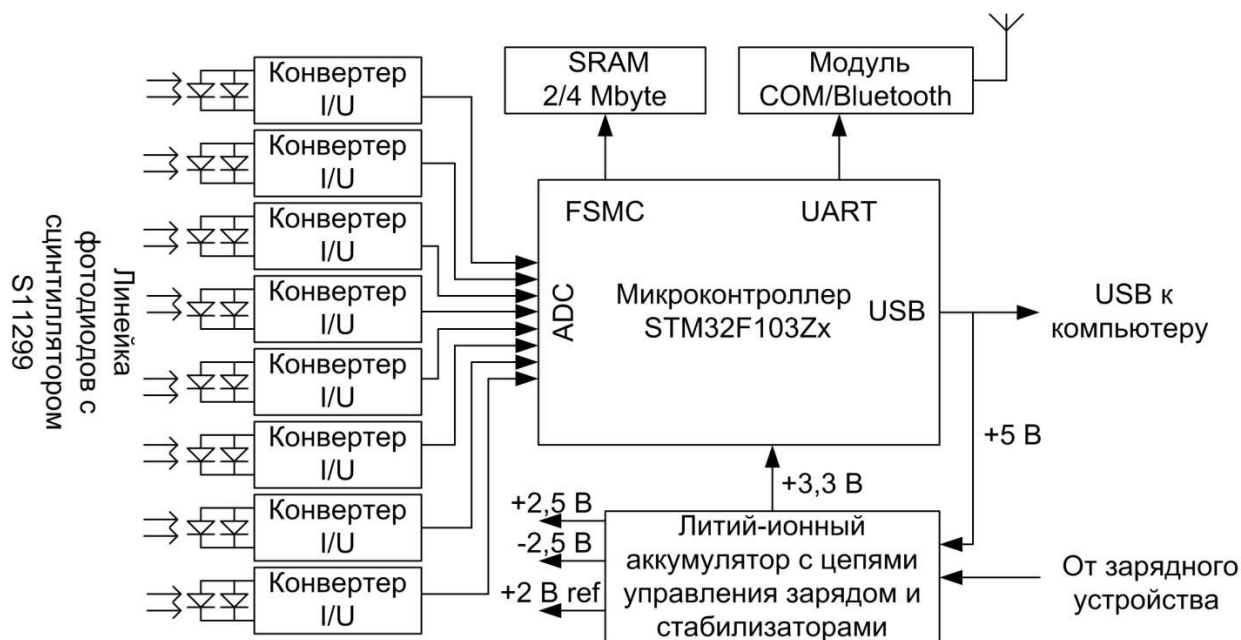 Линейка
фотодиодов с
сцинтиллятором
S11299
Конвертер
I/U
Конвертер
I/U
Конвертер
I/U
Конвертер
I/U
Конвертер
I/U
Конвертер
I/U
Конвертер
I/U
Конвертер
I/U
SRAM
2/4 Mbyte
Модуль
COM/Bluetooth
FSMC
UART
ADC
Микроконтроллер
STM32F103Zx
USB
USB к
компьютеру
+5 В
+3,3 В
+2,5 В
-2,5 В
+2 В ref
Литий-ионный
аккумулятор с цепями
управления зарядом и
стабилизаторами
От зарядного
устройства